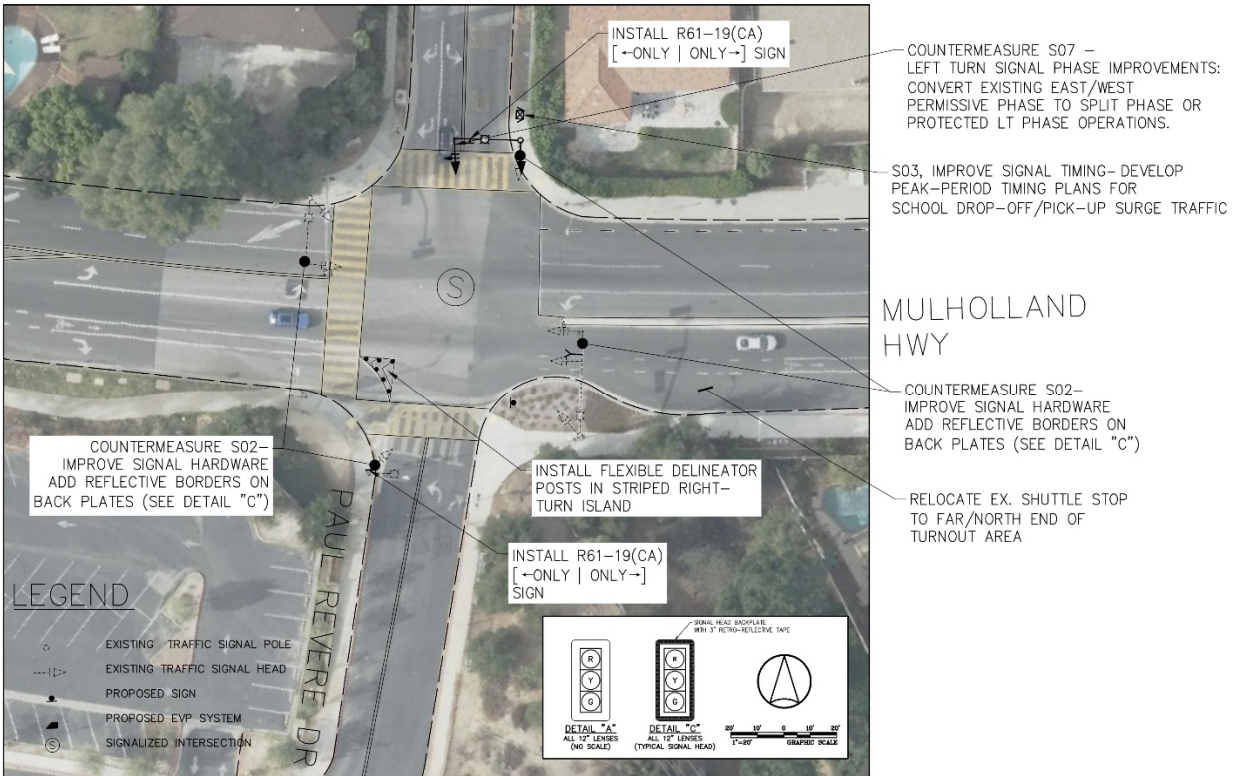 INSTALL R61-19(CA)
[←ONLY | ONLY→] SIGN
COUNTERMEASURE S07 -
LEFT TURN SIGNAL PHASE IMPROVEMENTS:
CONVERT EXISTING EAST/WEST
PERMISSIVE PHASE TO SPLIT PHASE OR
PROTECTED LT PHASE OPERATIONS.
S03, IMPROVE SIGNAL TIMING- DEVELOP
PEAK-PERIOD TIMING PLANS FOR
SCHOOL DROP-OFF/PICK-UP SURGE TRAFFIC
S
MULHOLLAND
HWY
COUNTERMEASURE S02-
IMPROVE SIGNAL HARDWARE
ADD REFLECTIVE BORDERS ON
BACK PLATES (SEE DETAIL "C")
COUNTERMEASURE S02-
IMPROVE SIGNAL HARDWARE
ADD REFLECTIVE BORDERS ON
BACK PLATES (SEE DETAIL "C")
INSTALL FLEXIBLE DELINEATOR
POSTS IN STRIPED RIGHT-
TURN ISLAND
RELOCATE EX. SHUTTLE STOP
TO FAR/NORTH END OF
TURNOUT AREA
PAUL REVERE DR
INSTALL R61-19(CA)
[←ONLY | ONLY→]
SIGN
LEGEND
EXISTING TRAFFIC SIGNAL POLE
EXISTING TRAFFIC SIGNAL HEAD
PROPOSED SIGN
PROPOSED EVP SYSTEM
S SIGNALIZED INTERSECTION
SIGNAL HEAD BACKPLATE
WITH 3" RETRO-REFLECTIVE TAPE
R
Y
G
R
Y
G
DETAIL "A"
ALL 12" LENSES
(NO SCALE)
DETAIL "C"
ALL 12" LENSES
(TYPICAL SIGNAL HEAD)
20' 10' 0 10' 20'
1"=20' GRAPHIC SCALE